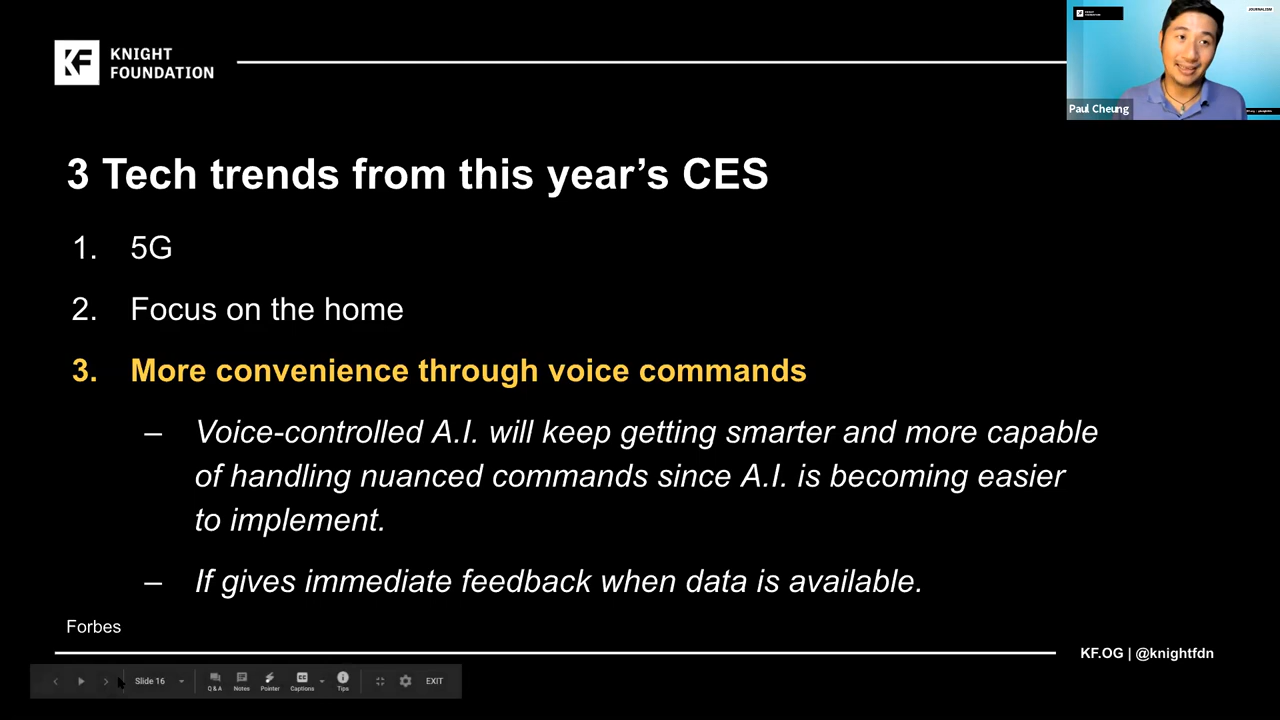 KNIGHT
FOUNDATION
KNIGHT
FOUNDATION
JOURNALISM
Paul Cheung
3 Tech trends from this year’s CES
1. 5G
2. Focus on the home
3. More convenience through voice commands
– Voice-controlled A.I. will keep getting smarter and more capable
of handling nuanced commands since A.I. is becoming easier
to implement.
– If gives immediate feedback when data is available.
Forbes
KF.OG | @knightfdn
Slide 16
Q & A
Notes
Pointer
Captions
Tips
EXIT